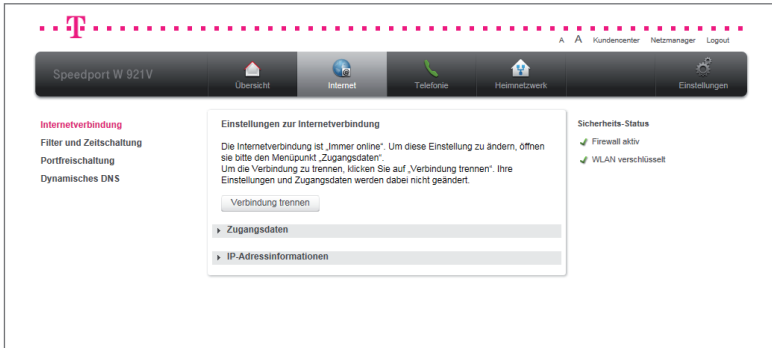 T
A A Kundencenter Netzmanager Logout
Speedport W 921V
Übersicht
Internet
Telefonie
Heimnetzwerk
Einstellungen
Internetverbindung
Filter und Zeitschaltung
Portfreischaltung
Dynamisches DNS
Einstellungen zur Internetverbindung
Die Internetverbindung ist „Immer online“. Um diese Einstellung zu ändern, öffnen
sie bitte den Menüpunkt „Zugangsdaten“.
Um die Verbindung zu trennen, klicken Sie auf „Verbindung trennen“. Ihre
Einstellungen und Zugangsdaten werden dabei nicht geändert.
Verbindung trennen
Zugangsdaten
IP-Adressinformationen
Sicherheits-Status
Firewall aktiv
WLAN verschlüsselt